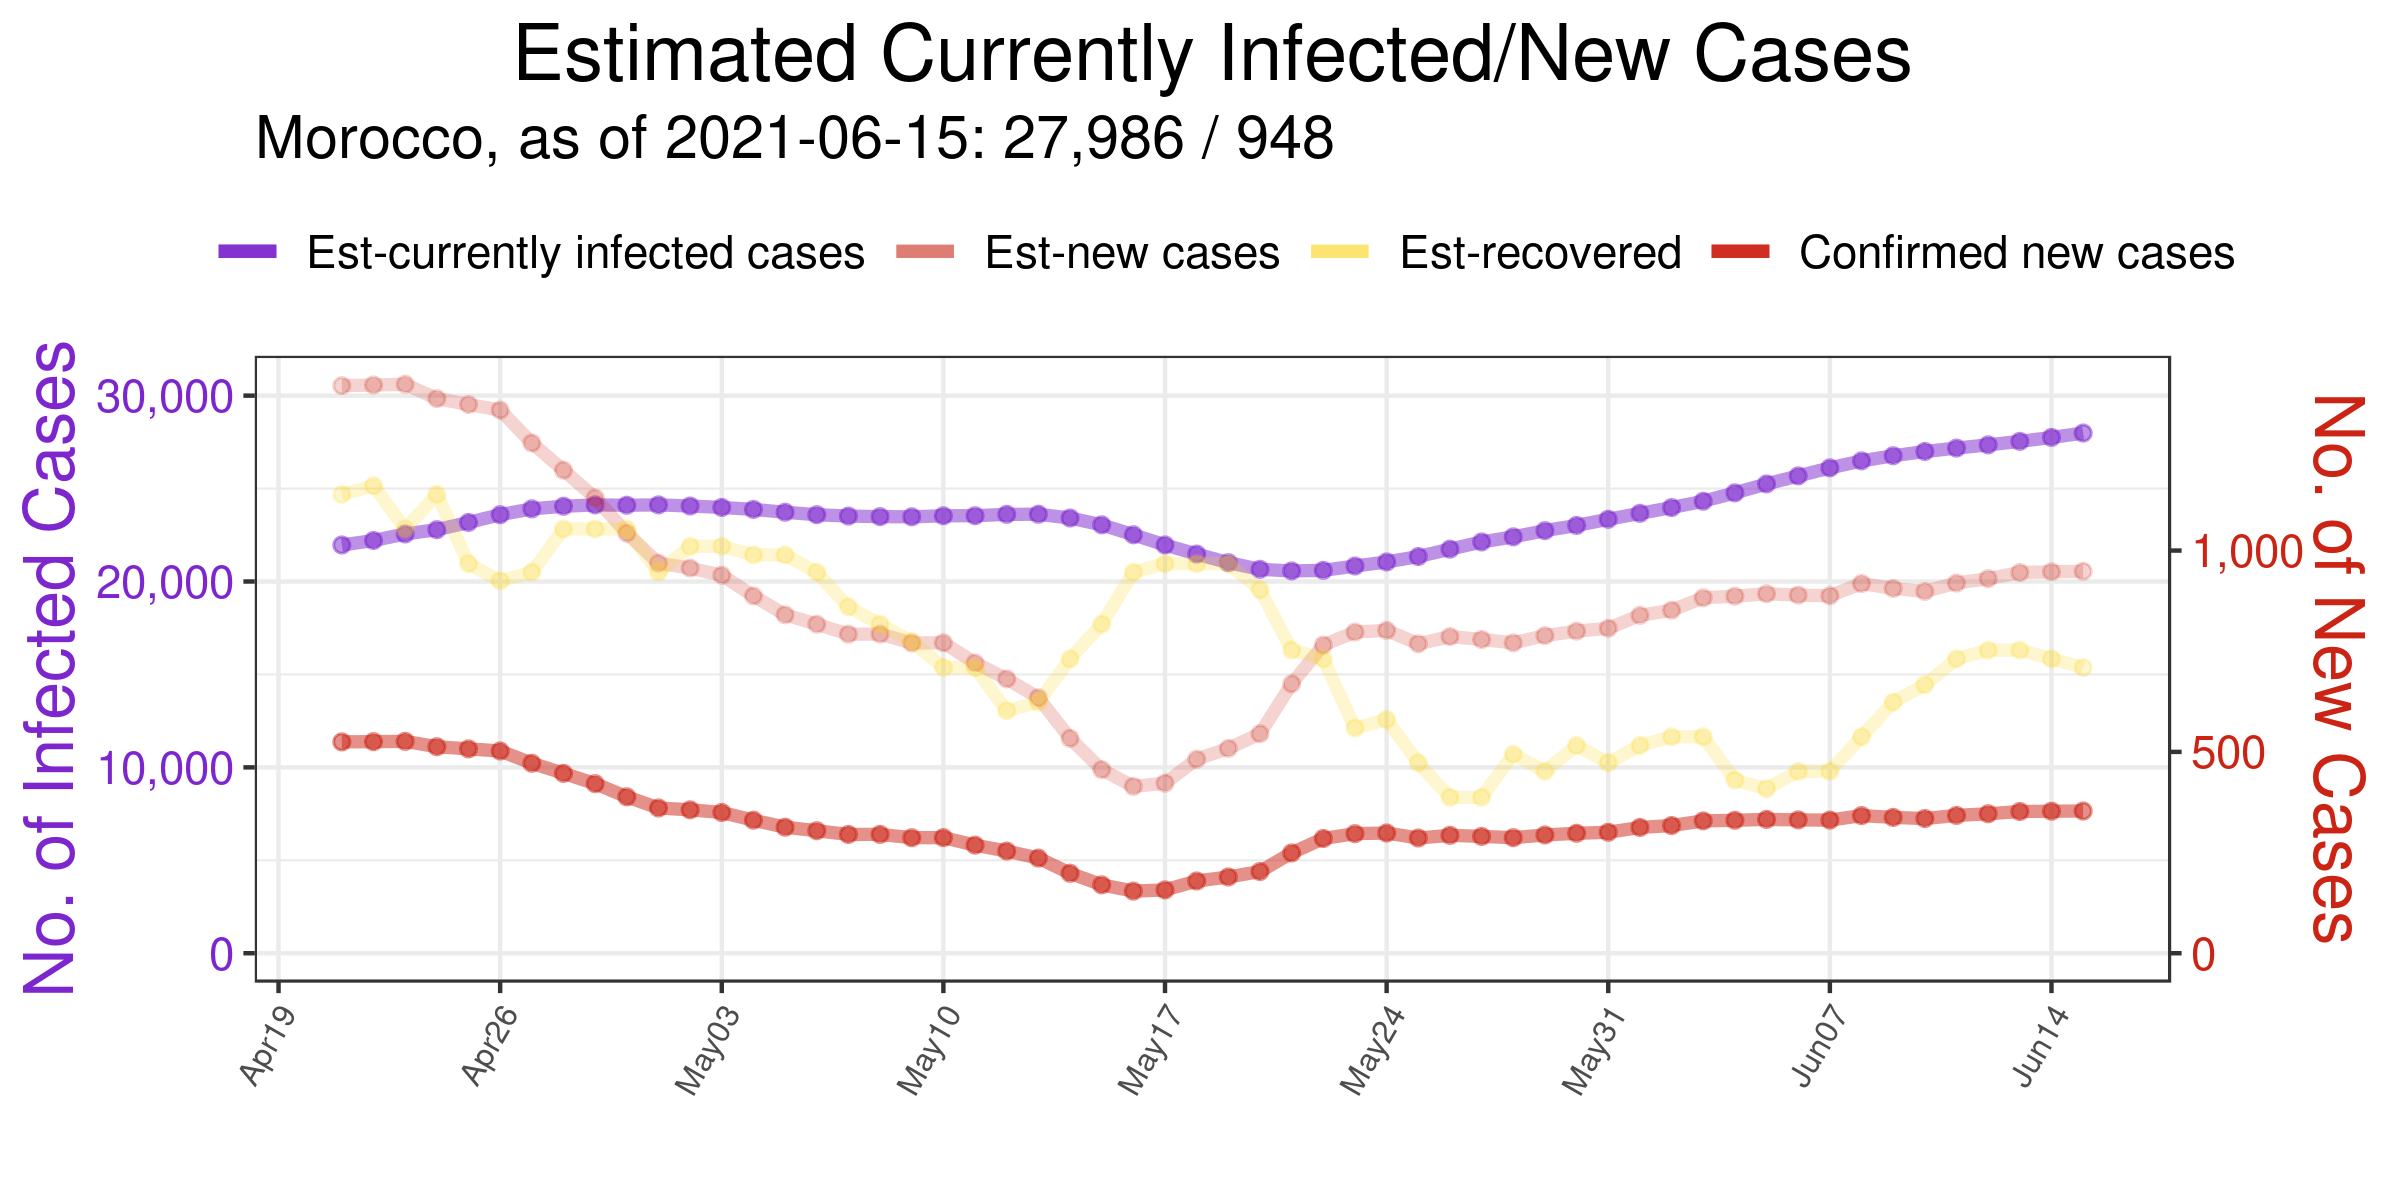 Estimated Currently Infected/New Cases
Morocco, as of 2021-06-15: 27,986 / 948
Est-currently infected cases Est-new cases Est-recovered Confirmed new cases
No. of Infected Cases
30,000
20,000
10,000
0
1,000
500
0
No. of New Cases
Apr19 Apr26 May03 May10 May17 May24 May31 Jun07 Jun14